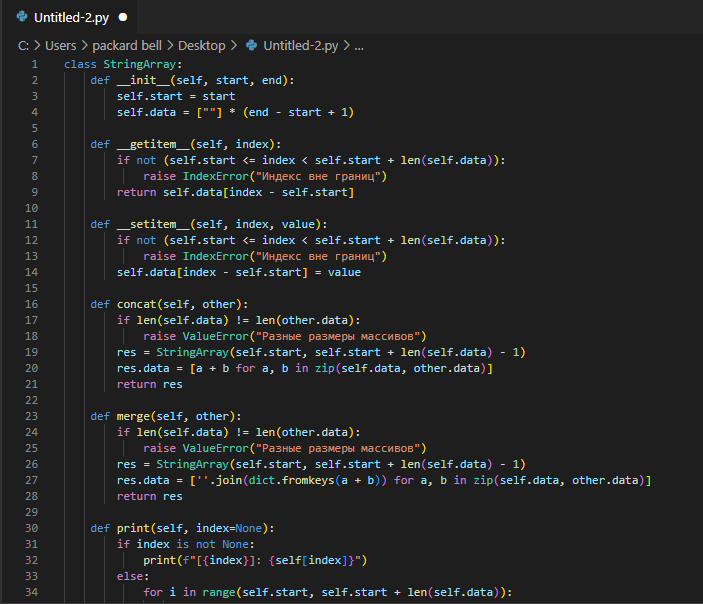 Untitled-2.py ●
C: > Users > packard bell > Desktop > Untitled-2.py > ...
1 class StringArray:
2     def __init__(self, start, end):
3         self.start = start
4         self.data = [""] * (end - start + 1)
5
6     def __getitem__(self, index):
7         if not (self.start <= index < self.start + len(self.data)):
8             raise IndexError("Индекс вне границ")
9         return self.data[index - self.start]
10
11     def __setitem__(self, index, value):
12         if not (self.start <= index < self.start + len(self.data)):
13             raise IndexError("Индекс вне границ")
14         self.data[index - self.start] = value
15
16     def concat(self, other):
17         if len(self.data) != len(other.data):
18             raise ValueError("Разные размеры массивов")
19         res = StringArray(self.start, self.start + len(self.data) - 1)
20         res.data = [a + b for a, b in zip(self.data, other.data)]
21         return res
22
23     def merge(self, other):
24         if len(self.data) != len(other.data):
25             raise ValueError("Разные размеры массивов")
26         res = StringArray(self.start, self.start + len(self.data) - 1)
27         res.data = [''.join(dict.fromkeys(a + b)) for a, b in zip(self.data, other.data)]
28         return res
29
30     def print(self, index=None):
31         if index is not None:
32             print(f"[{index}]: {self[index]}")
33         else:
34             for i in range(self.start, self.start + len(self.data)):